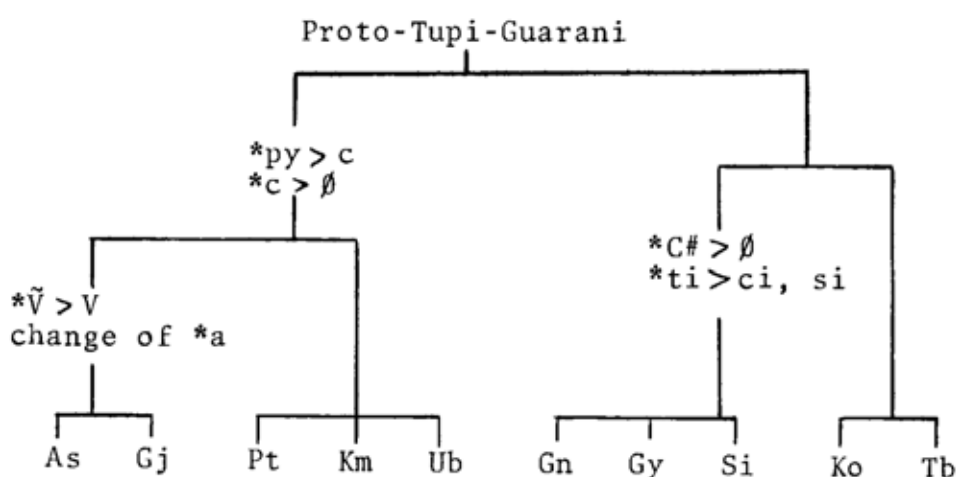 Proto-Tupi-Guarani
*py > c
*c > Ø
*C# > Ø
*ti > ci, si
*Ṽ > V
change of *a
As Gj Pt Km Ub Gn Gy Si Ko Tb